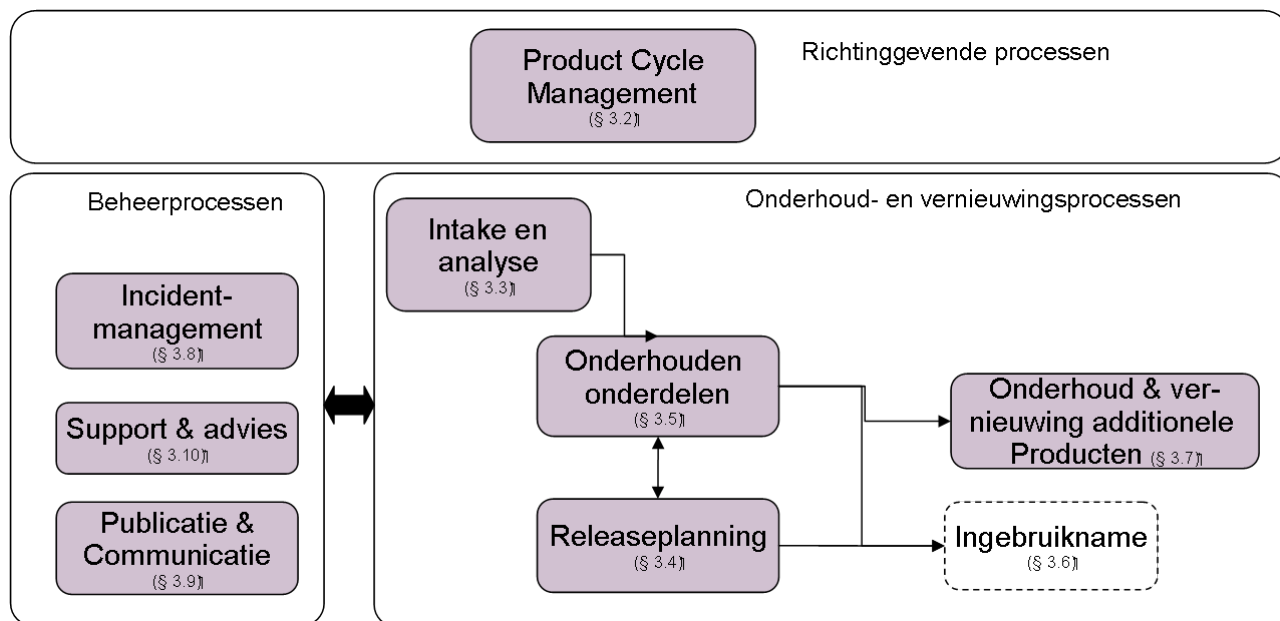 Richtinggevende processen
Product Cycle
Management
(§ 3.2)
Beheerprocessen
Incident-
management
(§ 3.8)
Support & advies
(§ 3.10)
Publicatie &
Communicatie
(§ 3.9)
Onderhoud- en vernieuwingsprocessen
Intake en
analyse
(§ 3.3)
Onderhouden
onderdelen
(§ 3.5)
Releaseplanning
(§ 3.4)
Onderhoud & ver-
nieuwing additionele
Producten (§ 3.7)
Ingebruikname
(§ 3.6)